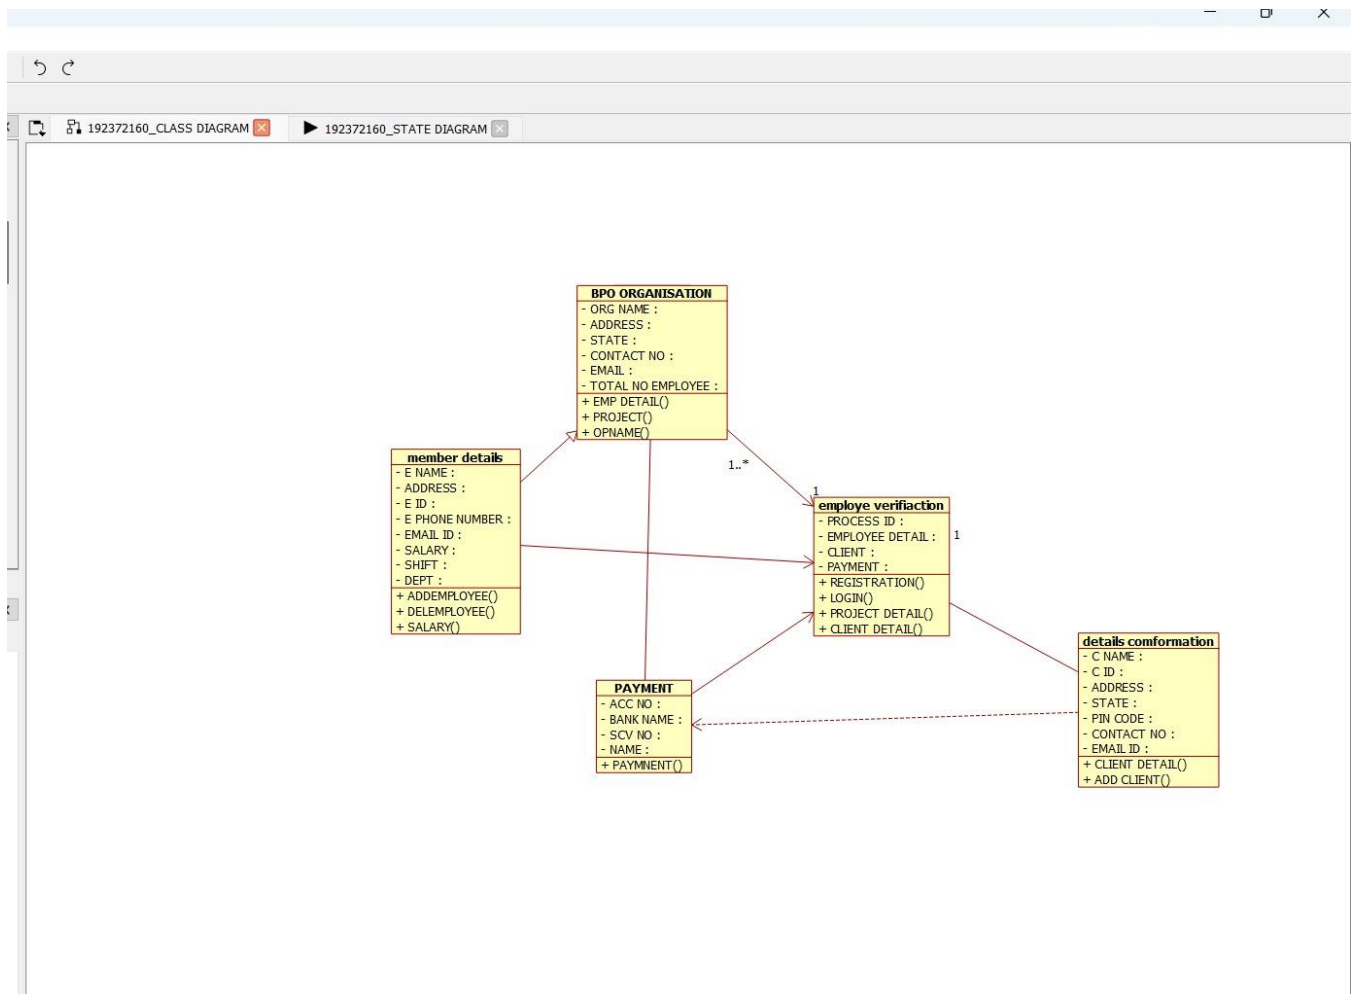 192372160_CLASS DIAGRAM
192372160_STATE DIAGRAM
BPO ORGANISATION
- ORG NAME :
- ADDRESS :
- STATE :
- CONTACT NO :
- EMAIL :
- TOTAL NO EMPLOYEE :
+ EMP DETAIL()
+ PROJECT()
+ OPNAME()
member details
- E NAME :
- ADDRESS :
- E ID :
- E PHONE NUMBER :
- EMAIL ID :
- SALARY :
- SHIFT :
- DEPT :
+ ADDEMPLOYEE()
+ DELEMPLOYEE()
+ SALARY()
1..*
1
employe verifiaction
- PROCESS ID :
- EMPLOYEE DETAIL :
- CLIENT :
- PAYMENT :
+ REGISTRATION()
+ LOGIN()
+ PROJECT DETAIL()
+ CLIENT DETAIL()
1
PAYMENT
- ACC NO :
- BANK NAME :
- SCV NO :
- NAME :
+ PAYMNENT()
details comformation
- C NAME :
- C ID :
- ADDRESS :
- STATE :
- PIN CODE :
- CONTACT NO :
- EMAIL ID :
+ CLIENT DETAIL()
+ ADD CLIENT()